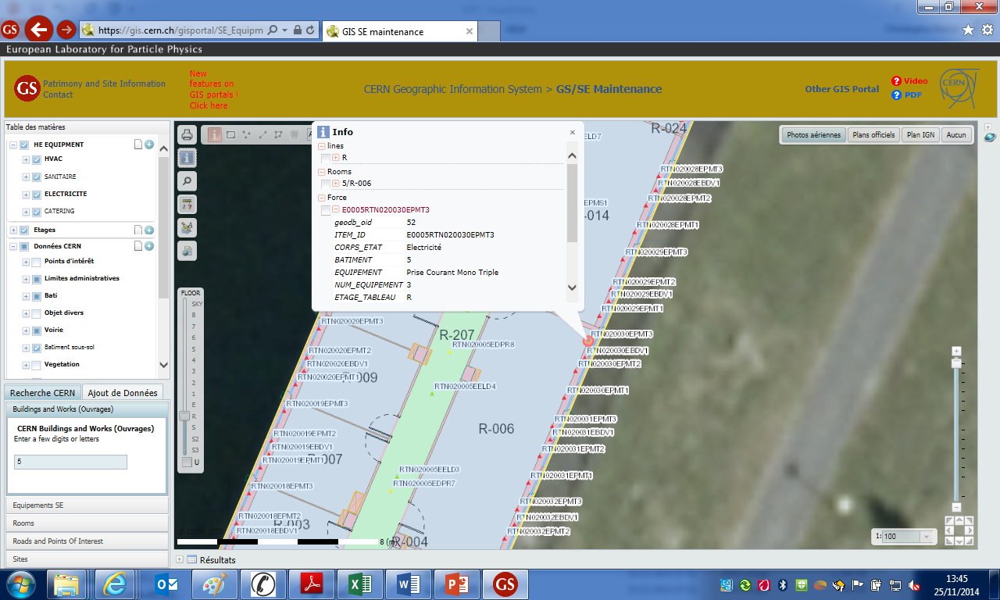 GS
https://gis.cern.ch/gisportal/SE_Equipm
GIS SE maintenance
European Laboratory for Particle Physics
GS
Patrimony and Site Information
Contact
New
features on
GIS portals !
Click here
CERN Geographic Information System > GS/SE Maintenance
Other GIS Portal
Video
PDF
CERN
Table des matières
HE EQUIPMENT
HVAC
SANITAIRE
ELECTRICITE
CATERING
Etages
Données CERN
Points d'intérêt
Limites administratives
Bati
Objet divers
Voirie
Batiment sous-sol
Vegetation
Recherche CERN
Ajout de Données
Buildings and Works (Ouvrages)
CERN Buildings and Works (Ouvrages)
Enter a few digits or letters
5
Equipements SE
Rooms
Roads and Points Of Interest
Sites
Info
lines
R
Rooms
5/R-006
Force
E0005RTN020030EPMT3
geodb_oid 52
ITEM_ID E0005RTN020030EPMT3
CORPS_ETAT Electricité
BATIMENT 5
EQUIPEMENT Prise Courant Mono Triple
NUM_EQUIPEMENT 3
ETAGE_TABLEAU R
Photos aériennes
Plans officiels
Plan IGN
Aucun
FLOOR
SKY
8
7
6
5
4
3
2
1
E
R
S
S2
S3
U
R-024
EELD7
RTN020028EPMT3
RTN020028EBDV1
RTN020028EPMT2
EPMS1
-014
RTN020028EPMT1
RTN020029EPMT3
RTN020029EPMT2
RTN020029EBDV1
RTN020029EPMT1
RTN020020EPMT3
R-207
RTN020030EPMT3
RTN020005EDPR8
RTN020020EPMT2
RTN020030EBDV1
RTN020020EBDV1
RTN020030EPMT2
RTN020020EPMT1
R-009
RTN020005EELD4
RTN020030EPMT1
RTN020019EPMT3
RTN020031EPMT3
R-006
RTN020019EPMT2
RTN020031EBDV1
RTN020019EBDV1
RTN020031EPMT2
RTN020019EPMT1
R-007
RTN020005EELD3
RTN020031EPMT1
RTN020018EPMT3
RTN020005EDPR7
RTN020032EPMT3
RTN020018EPMT2
RTN020032EBDV1
R-003
RTN020018EBDV1
RTN020032EPMT2
R-004
8 (m)
1: 100
Résultats
13:45
25/11/2014